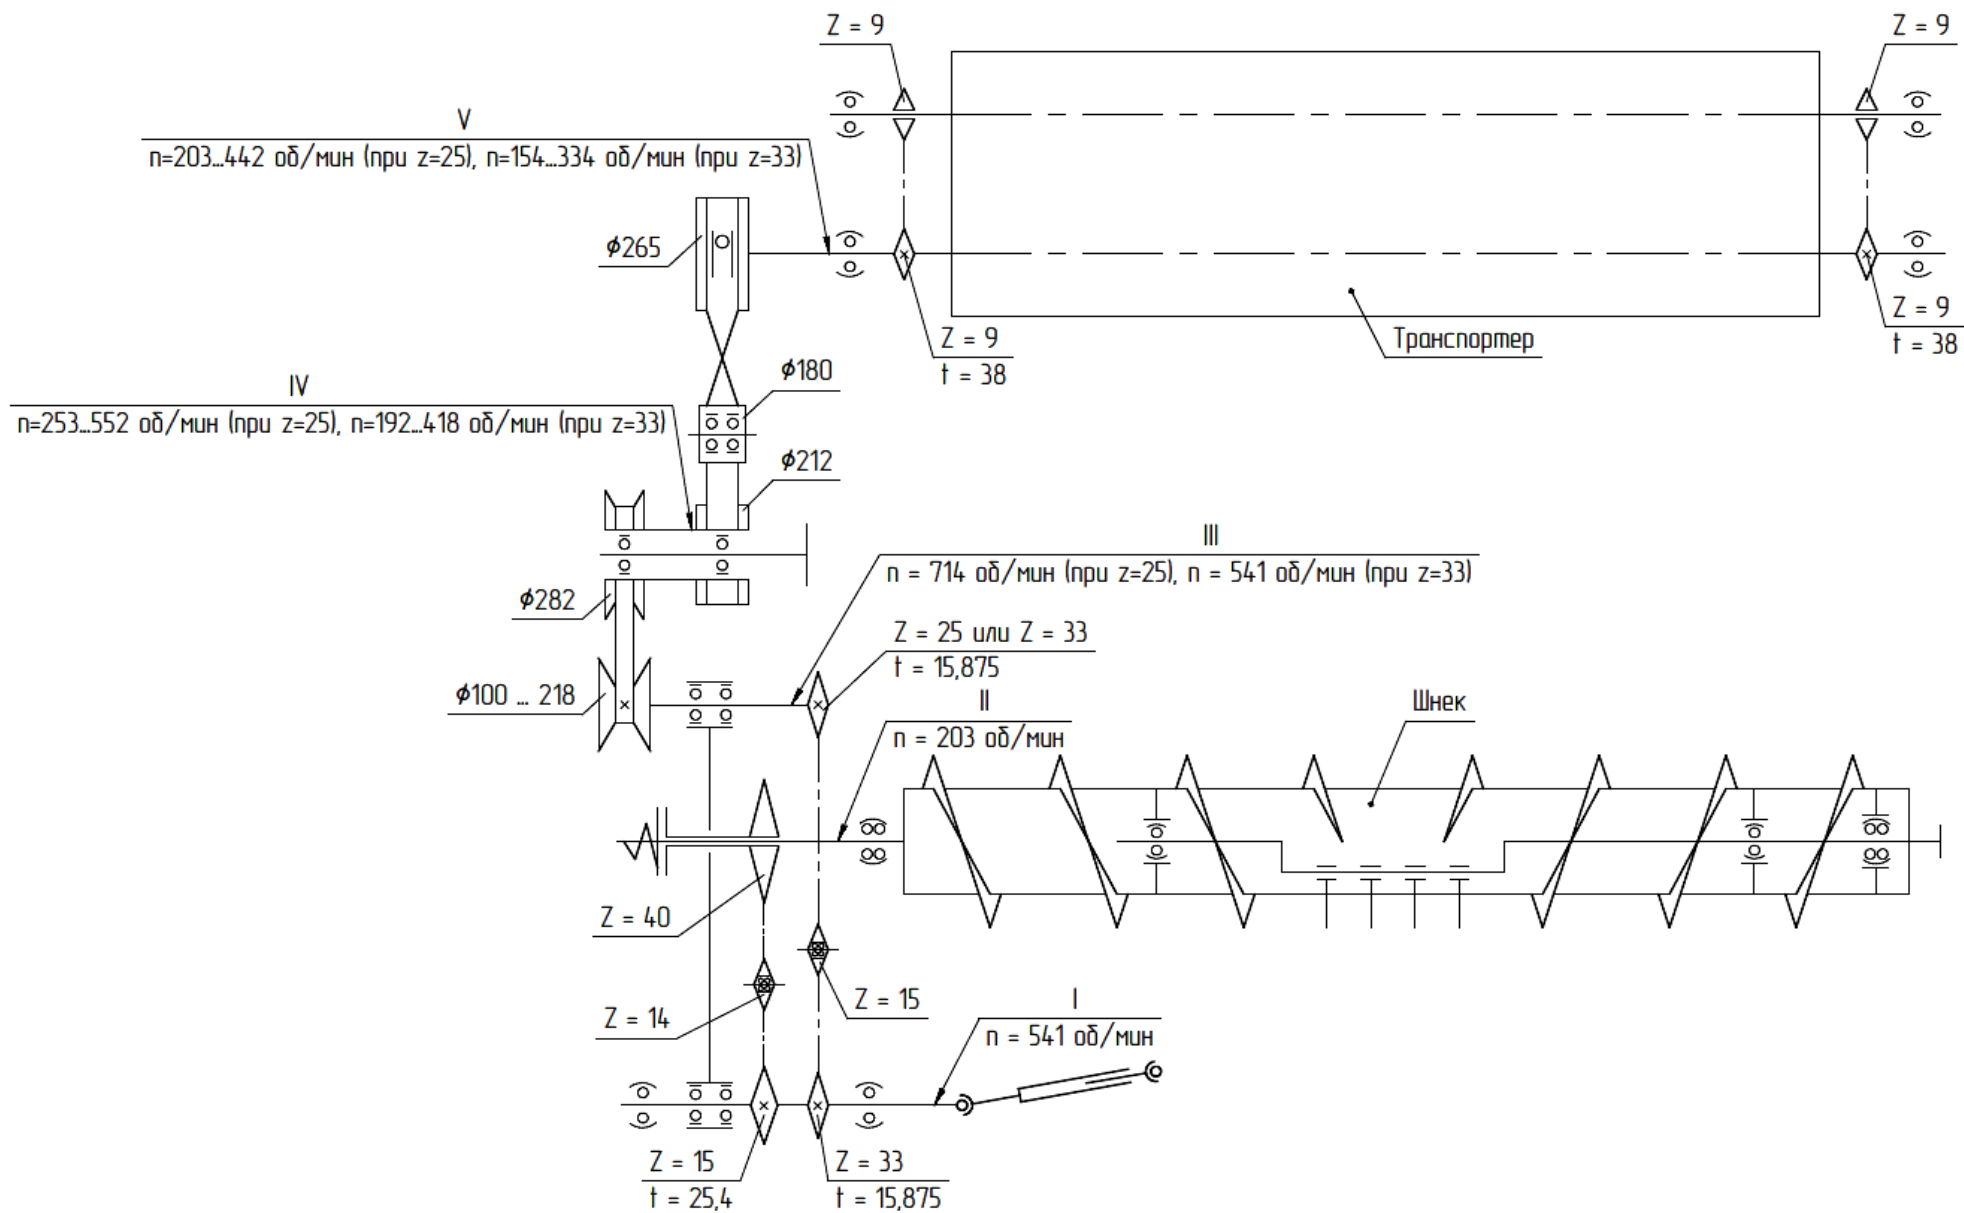 Z = 9
Z = 9
V
n=203...442 об/мин (при z=25), n=154...334 об/мин (при z=33)
ϕ265
Z = 9
t = 38
Транспортер
Z = 9
t = 38
ϕ180
IV
n=253...552 об/мин (при z=25), n=192...418 об/мин (при z=33)
ϕ212
III
n = 714 об/мин (при z=25), n = 541 об/мин (при z=33)
ϕ282
Z = 25 или Z = 33
t = 15,875
ϕ100 ... 218
II
n = 203 об/мин
Шнек
Z = 40
Z = 14
Z = 15
I
n = 541 об/мин
Z = 15
t = 25,4
Z = 33
t = 15,875